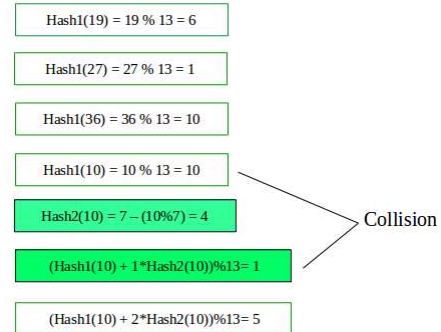 Hash1(19) = 19 % 13 = 6
Hash1(27) = 27 % 13 = 1
Hash1(36) = 36 % 13 = 10
Hash1(10) = 10 % 13 = 10
Hash2(10) = 7 – (10%7) = 4
Collision
(Hash1(10) + 1*Hash2(10))%13= 1
(Hash1(10) + 2*Hash2(10))%13= 5